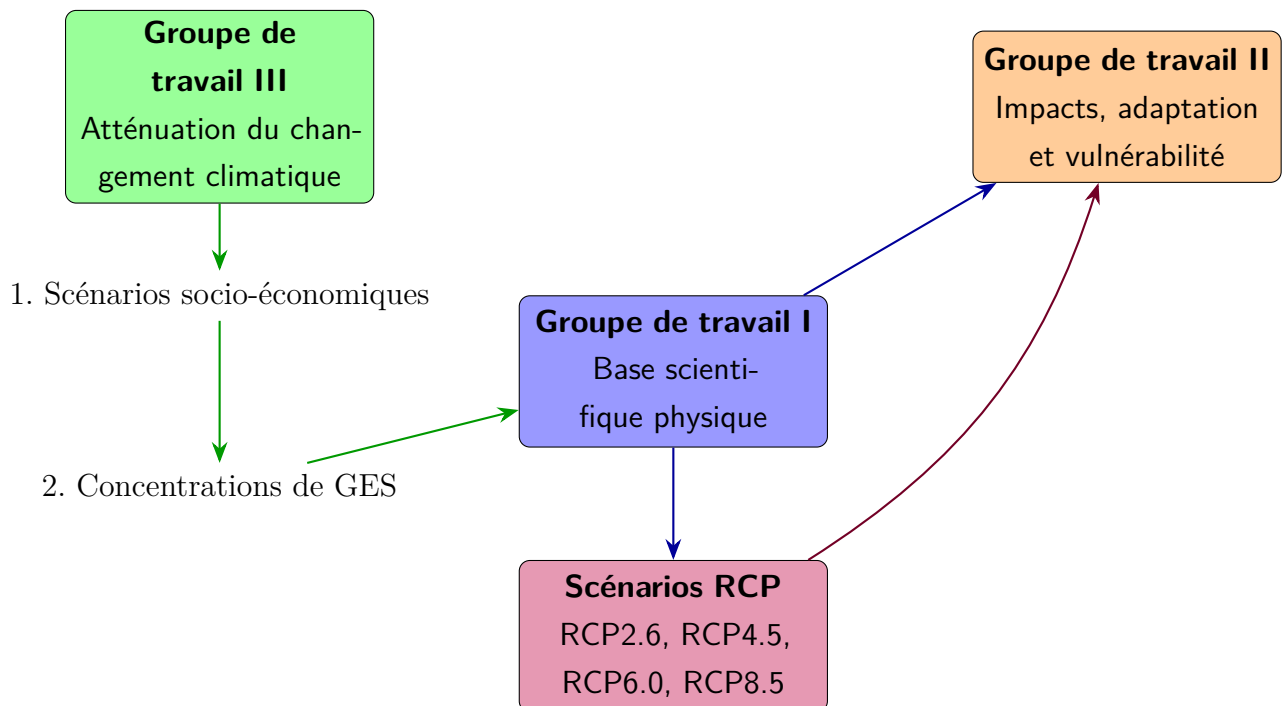 Groupe de
travail III
Atténuation du chan-
gement climatique
Groupe de travail II
Impacts, adaptation
et vulnérabilité
1. Scénarios socio-économiques
Groupe de travail I
Base scienti-
fique physique
2. Concentrations de GES
Scénarios RCP
RCP2.6, RCP4.5,
RCP6.0, RCP8.5